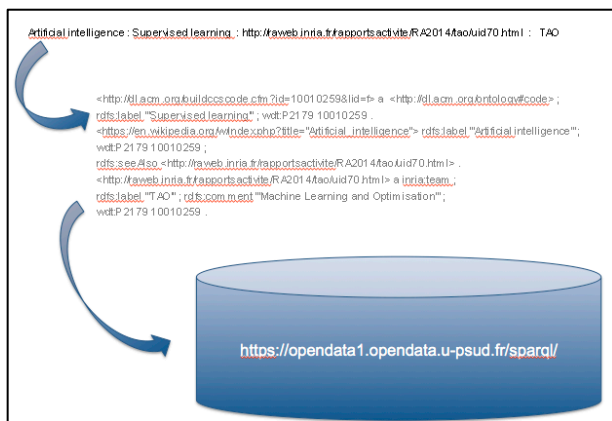 Artificial intelligence : Supervised learning : http://raweb.inria.fr/rapportsactivite/RA2014/tao/uid70.html : TAO
<http://dl.acm.org/buildccscode.cfm?id=10010259&lid=f> a <http://dl.acm.org/ontology#code> ;
rdfs:label '"Supervised learning'" ; wdt:P2179 10010259 .
<https://en.wikipedia.org/w/index.php?title="Artificial_intelligence"> rdfs:label '"Artificial intelligence'" ;
wdt:P2179 10010259 ;
rdfs:seeAlso <http://raweb.inria.fr/rapportsactivite/RA2014/tao/uid70.html> .
<http://raweb.inria.fr/rapportsactivite/RA2014/tao/uid70.html> a inria:team ;
rdfs:label '"TAO'" ; rdfs:comment '"Machine Learning and Optimisation'" ;
wdt:P2179 10010259 .
https://opendata1.opendata.u-psud.fr/sparql/